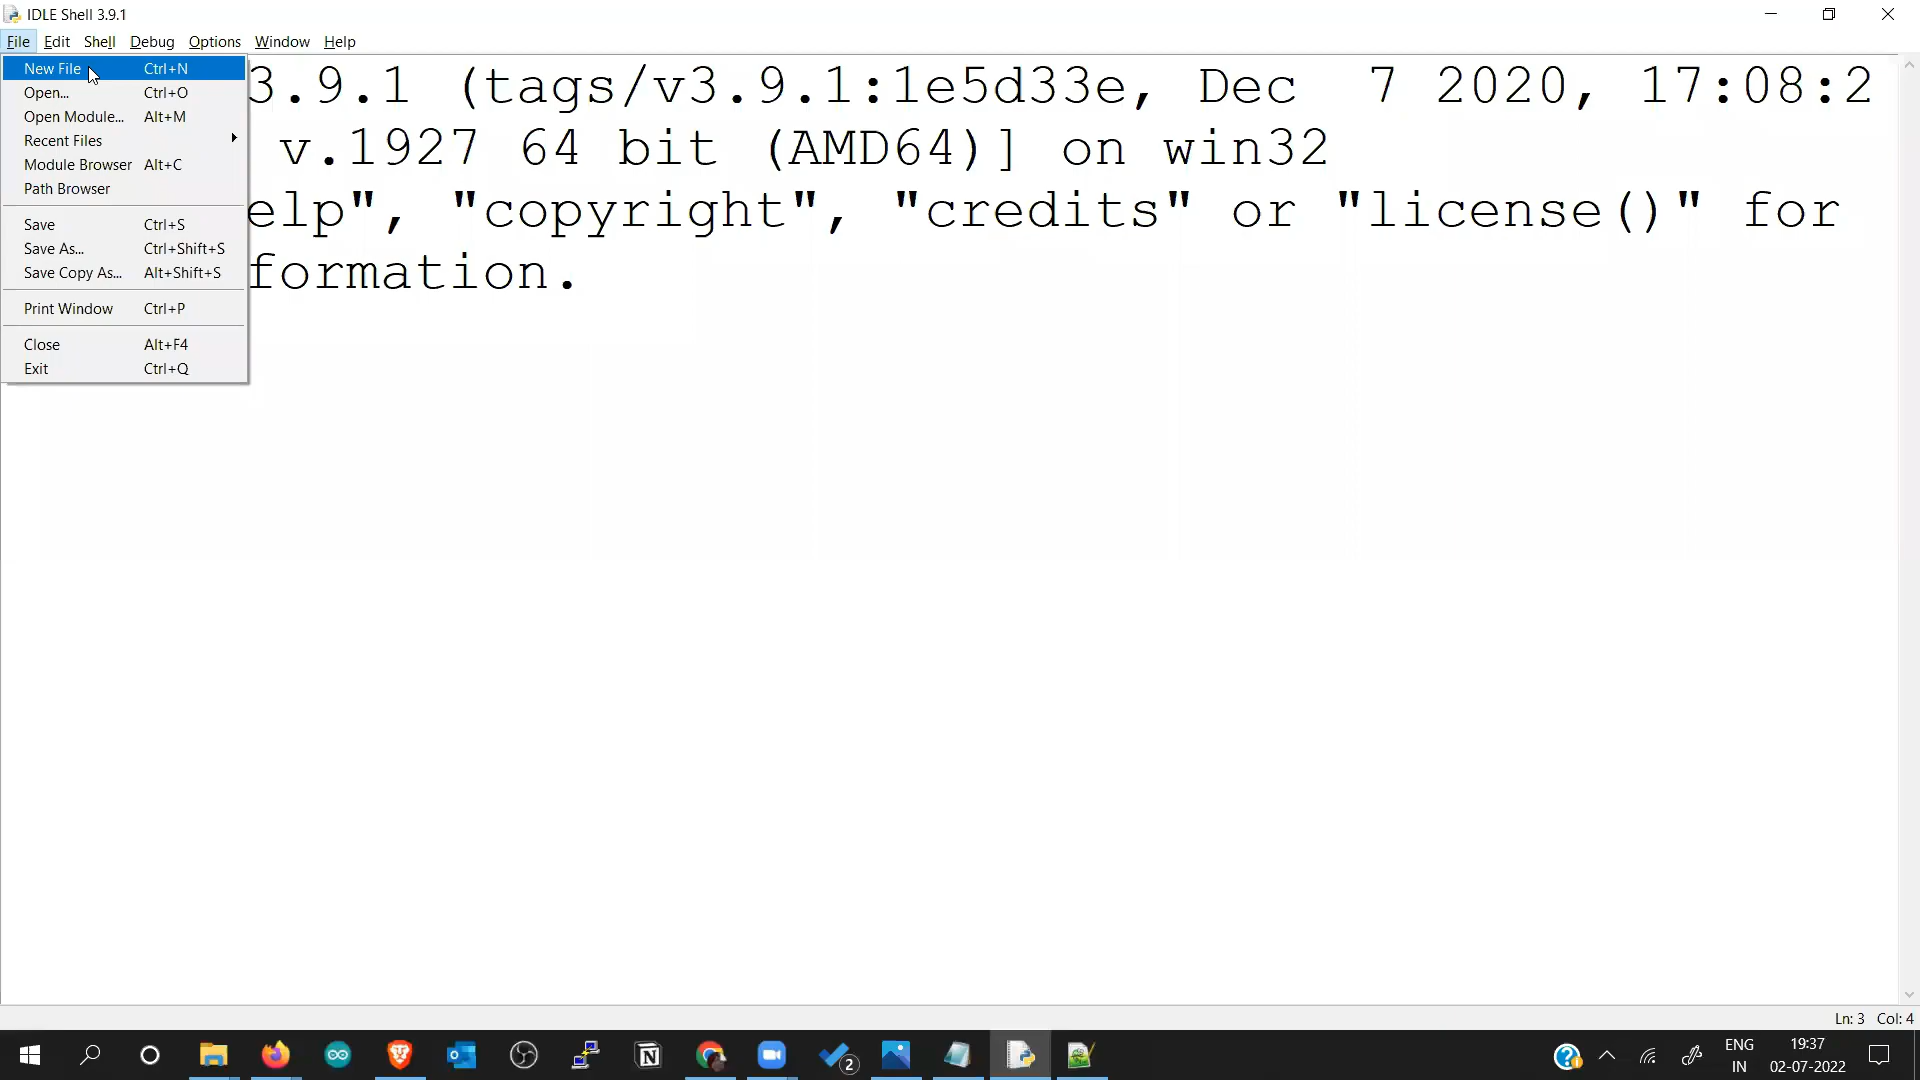 IDLE Shell 3.9.1
File Edit Shell Debug Options Window Help
New File Ctrl+N
Open... Ctrl+O
Open Module... Alt+M
Recent Files
Module Browser Alt+C
Path Browser
Save Ctrl+S
Save As... Ctrl+Shift+S
Save Copy As... Alt+Shift+S
Print Window Ctrl+P
Close Alt+F4
Exit Ctrl+Q
3.9.1 (tags/v3.9.1:1e5d33e, Dec 7 2020, 17:08:2
v.1927 64 bit (AMD64)] on win32
elp", "copyright", "credits" or "license()" for
formation.
Ln: 3 Col: 4
2
ENG
IN
19:37
02-07-2022